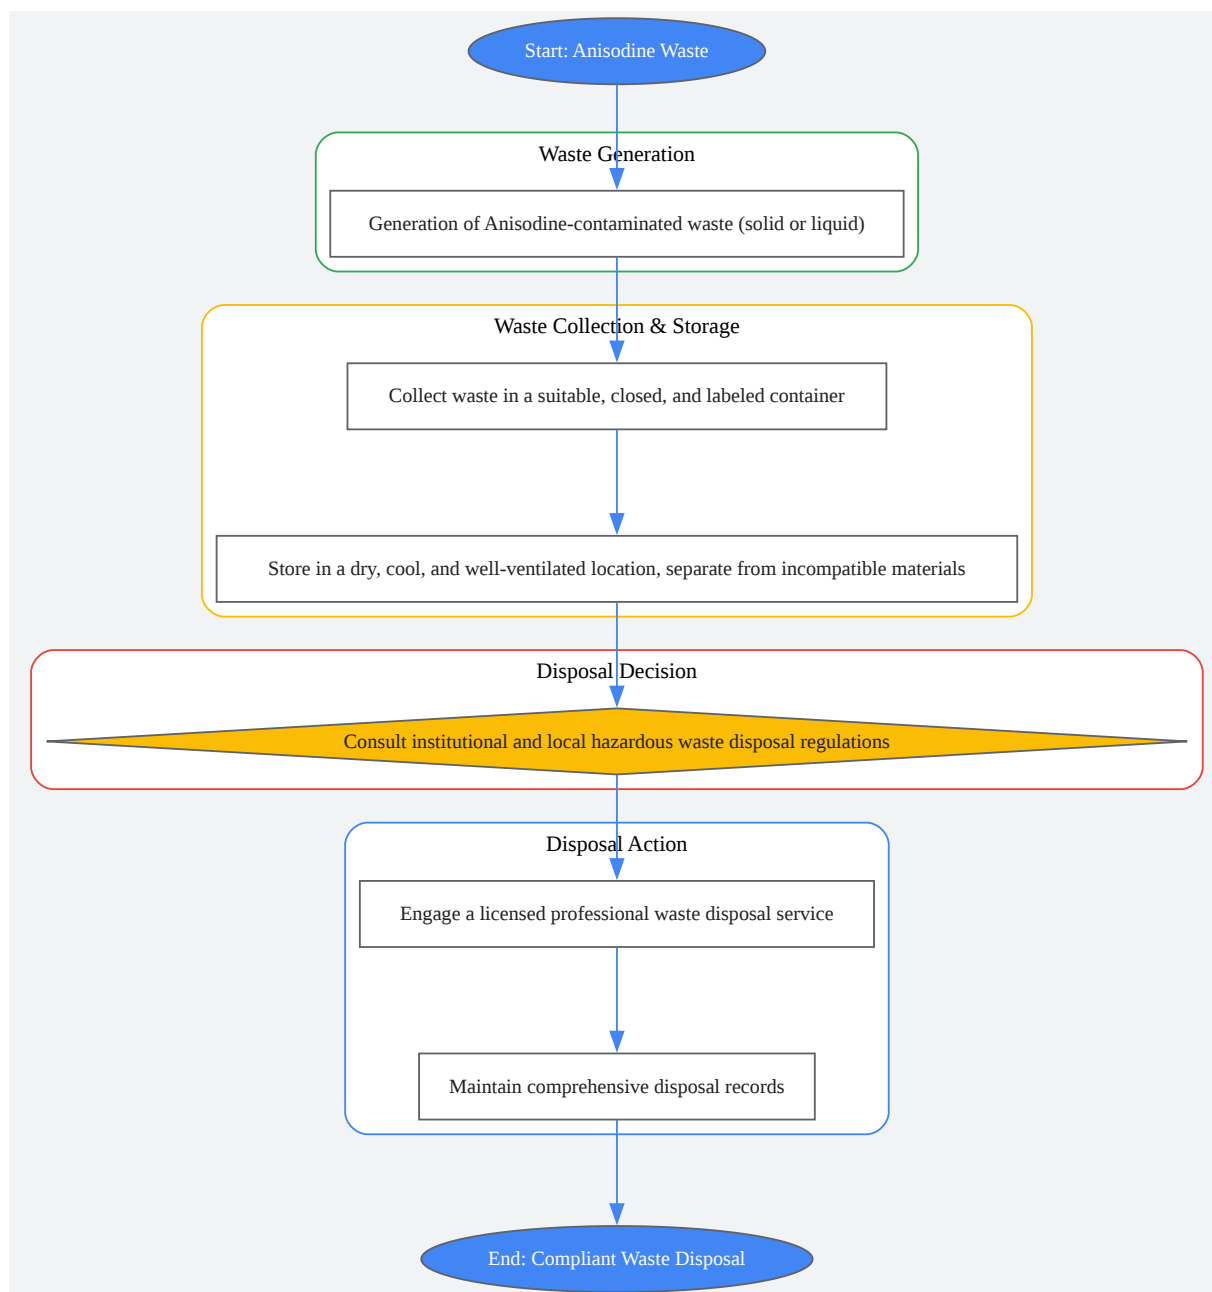 Start: Anisodine Waste
Waste Generation
Generation of Anisodine-contaminated waste (solid or liquid)
Waste Collection & Storage
Collect waste in a suitable, closed, and labeled container
Store in a dry, cool, and well-ventilated location, separate from incompatible materials
Disposal Decision
Consult institutional and local hazardous waste disposal regulations
Disposal Action
Engage a licensed professional waste disposal service
Maintain comprehensive disposal records
End: Compliant Waste Disposal